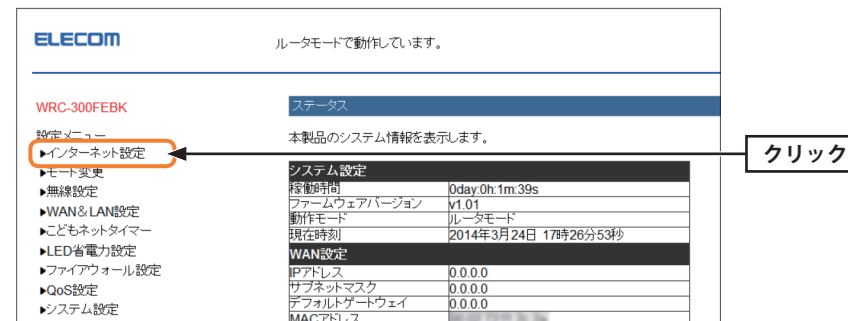 ELECOM
ルータモードで動作しています。
WRC-300FEBK
ステータス
設定メニュー
本製品のシステム情報を表示します。
▶インターネット設定
クリック
▶モード変更
システム設定
▶無線設定
稼働時間 0day:0h:1m:39s
ファームウェアバージョン v1.01
▶WAN&LAN設定
動作モード ルータモード
▶こどもネットタイマー
現在時刻 2014年3月24日 17時26分53秒
▶LED省電力設定
WAN設定
▶ファイアウォール設定
IPアドレス 0.0.0.0
▶QoS設定
サブネットマスク 0.0.0.0
▶システム設定
デフォルトゲートウェイ 0.0.0.0
MACアドレス